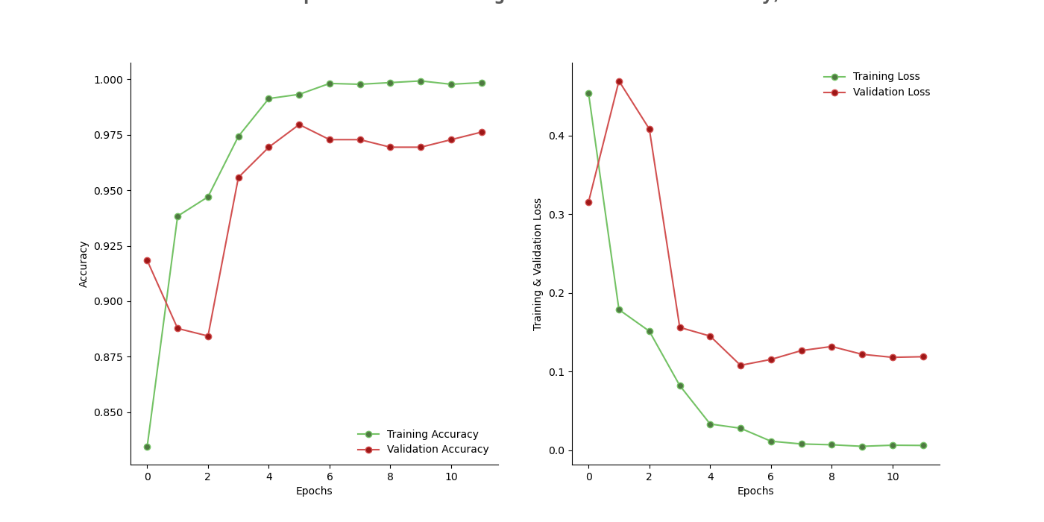 1.000
0.975
0.950
0.925
0.900
0.875
0.850
Accuracy
Training Accuracy
Validation Accuracy
0 2 4 6 8 10
Epochs
Training Loss
Validation Loss
0.4
0.3
0.2
0.1
0.0
Training & Validation Loss
0 2 4 6 8 10
Epochs